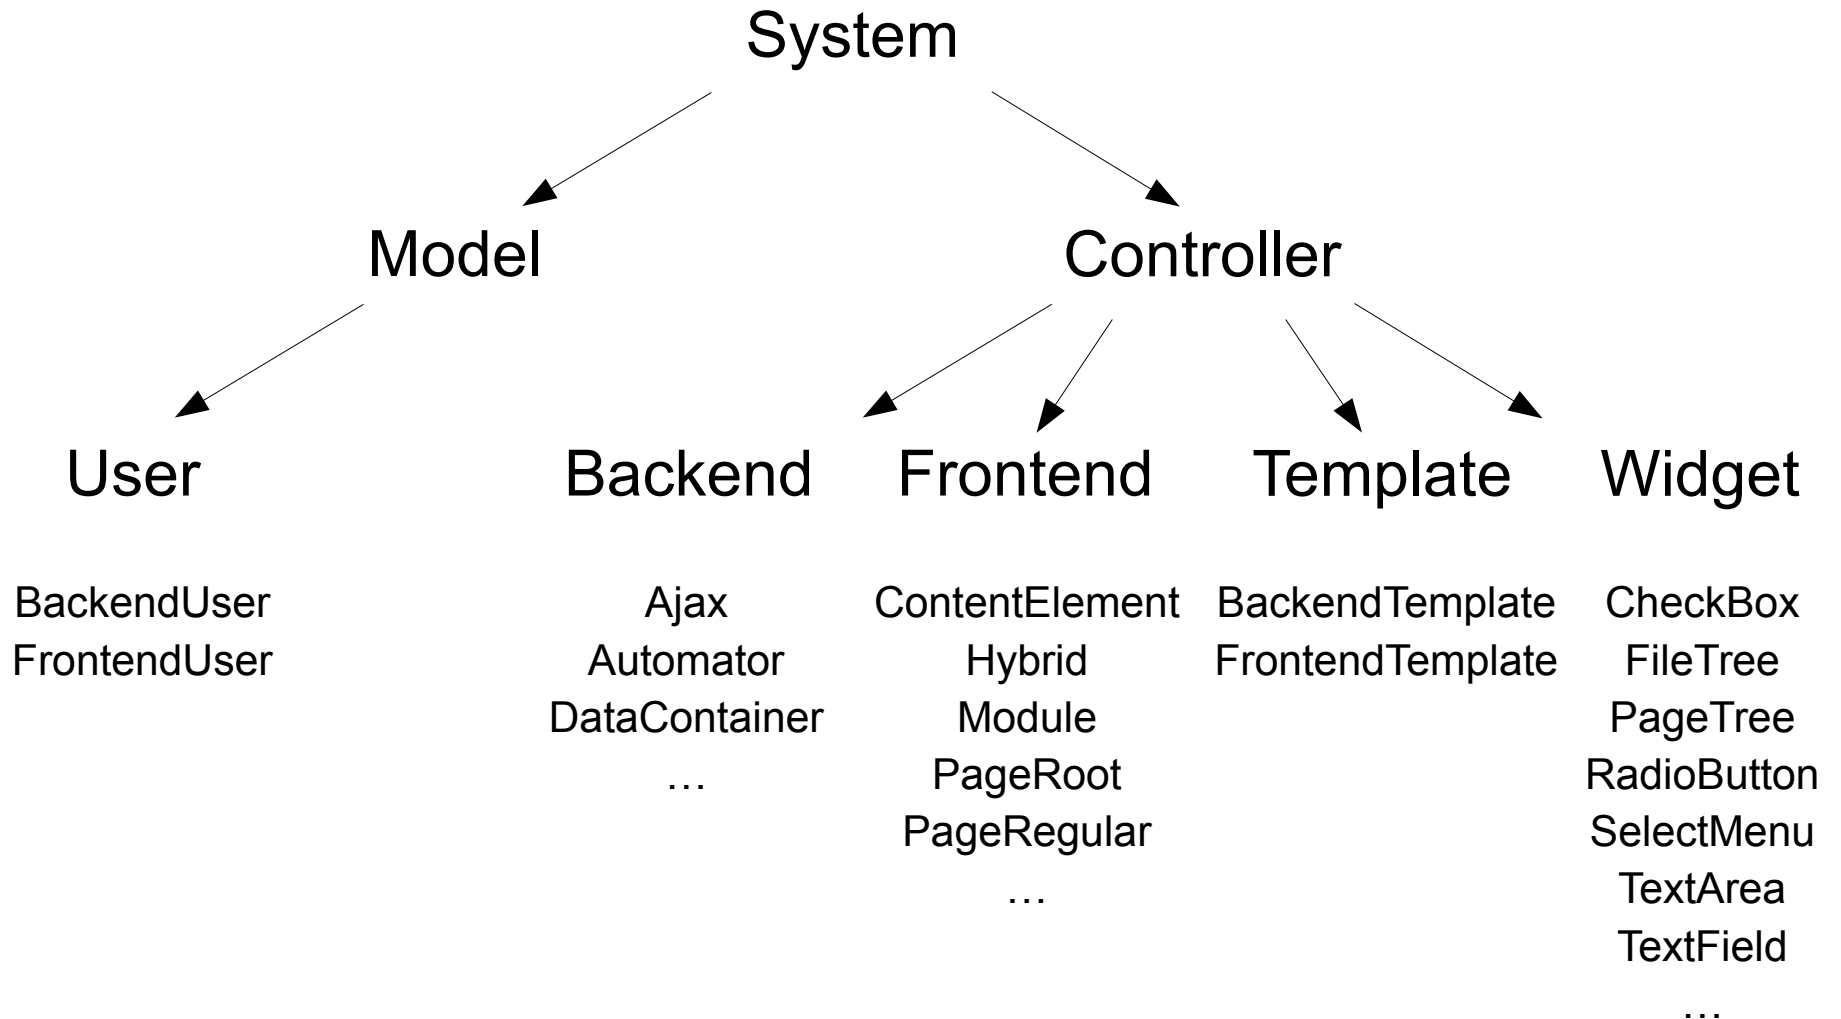 System
Model Controller
User Backend Frontend Template Widget
BackendUser Ajax ContentElement BackendTemplate CheckBox
FrontendUser Automator Hybrid FrontendTemplate FileTree
DataContainer Module PageTree
… PageRoot RadioButton
PageRegular SelectMenu
… TextArea
TextField
…